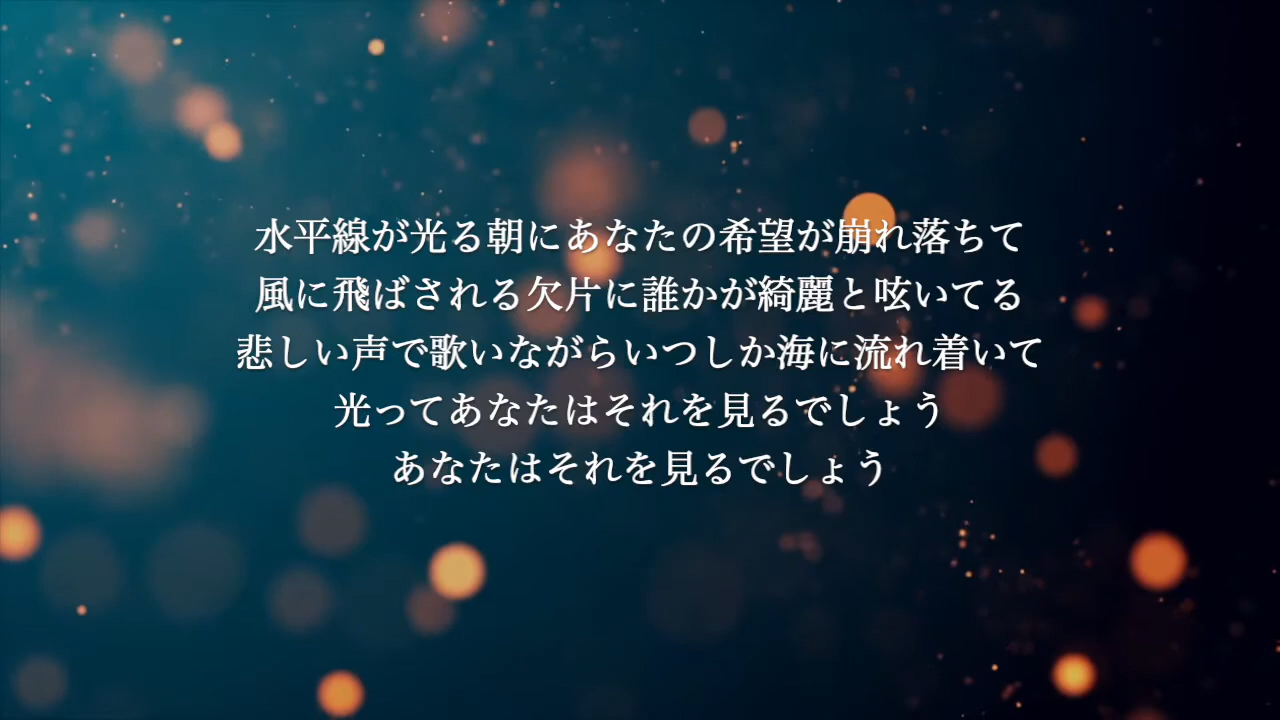 水平線が光る朝にあなたの希望が崩れ落ちて
風に飛ばされる欠片に誰かが綺麗と呟いてる
悲しい声で歌いながらいつしか海に流れ着いて
光ってあなたはそれを見るでしょう
あなたはそれを見るでしょう